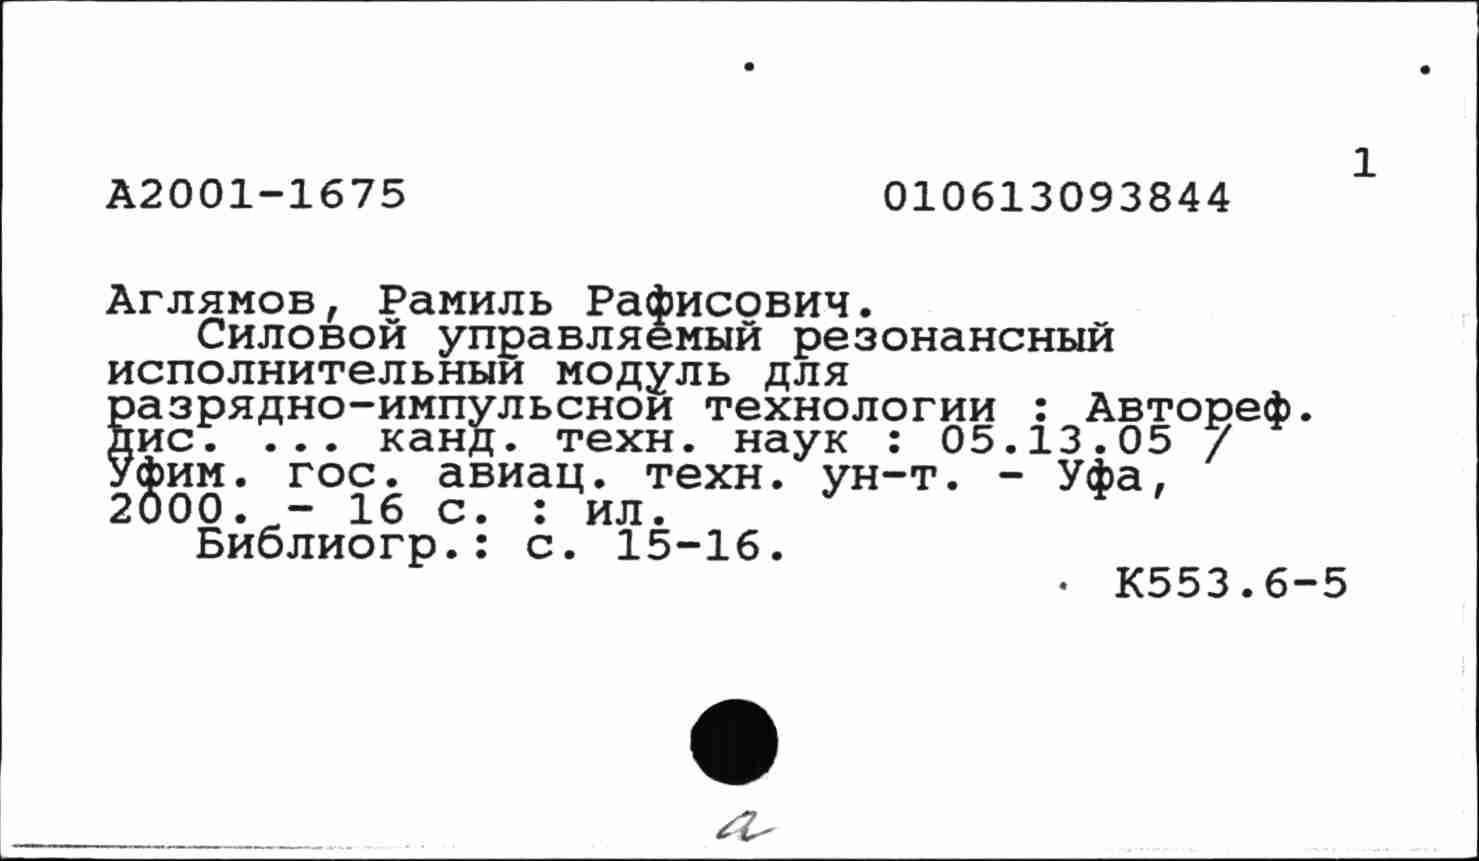 1
А2001-1675 010613093844
Аглямов, Рамиль Рафисович.
Силовой управляемый резонансный
исполнительный модуль для
разрядно-импульсной технологии : Автореф.
дис. ... канд. техн. наук : 05.13.05 /
Уфим. гос. авиац. техн. ун-т. - Уфа,
2000. - 16 с. : ил.
Библиогр.: с. 15-16.
К553.6-5
a